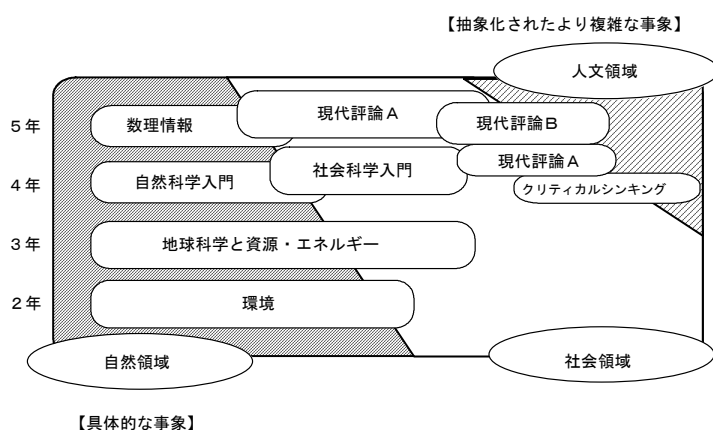 【抽象化されたより複雑な事象】
人文領域
5年
数理情報
現代評論A
現代評論B
現代評論A
4年
自然科学入門
社会科学入門
クリティカルシンキング
3年
地球科学と資源・エネルギー
2年
環境
自然領域
社会領域
【具体的な事象】